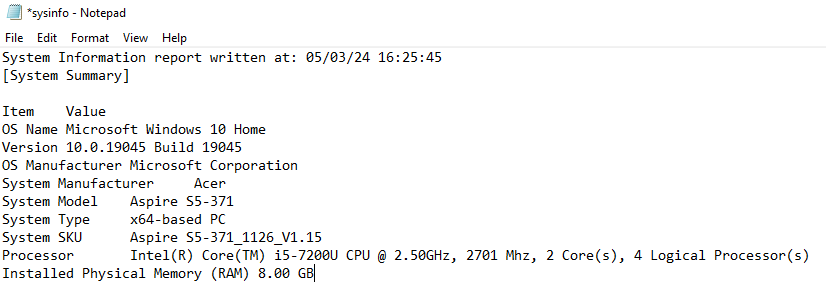 *sysinfo - Notepad
File Edit Format View Help
System Information report written at: 05/03/24 16:25:45
[System Summary]
Item Value
OS Name Microsoft Windows 10 Home
Version 10.0.19045 Build 19045
OS Manufacturer Microsoft Corporation
System Manufacturer Acer
System Model Aspire S5-371
System Type x64-based PC
System SKU Aspire S5-371_1126_V1.15
Processor Intel(R) Core(TM) i5-7200U CPU @ 2.50GHz, 2701 Mhz, 2 Core(s), 4 Logical Processor(s)
Installed Physical Memory (RAM) 8.00 GB